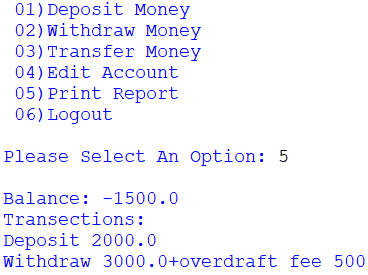 01)Deposit Money
02)Withdraw Money
03)Transfer Money
04)Edit Account
05)Print Report
06)Logout
Please Select An Option: 5
Balance: -1500.0
Transections:
Deposit 2000.0
Withdraw 3000.0+overdraft fee 500